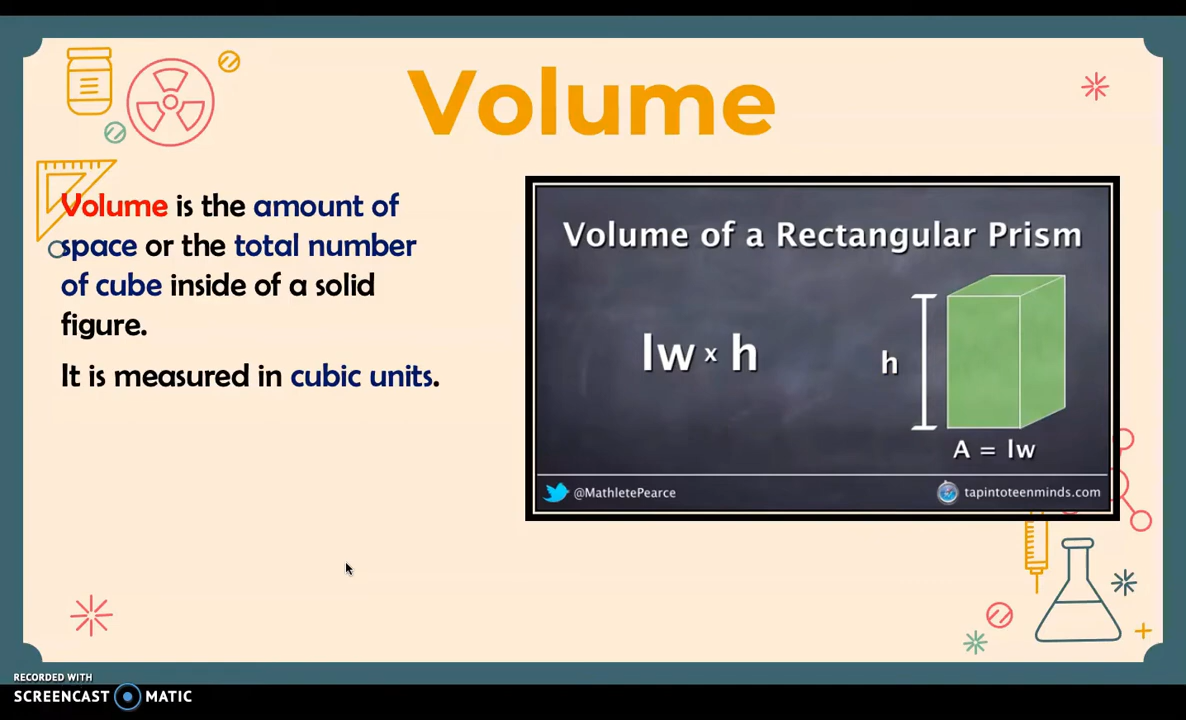 Volume
Volume is the amount of
space or the total number
of cube inside of a solid
figure.
It is measured in cubic units.
Volume of a Rectangular Prism
lw x h
h
A = lw
@MathletePearce
tapintoteenminds.com
RECORDED WITH
SCREENCAST MATIC